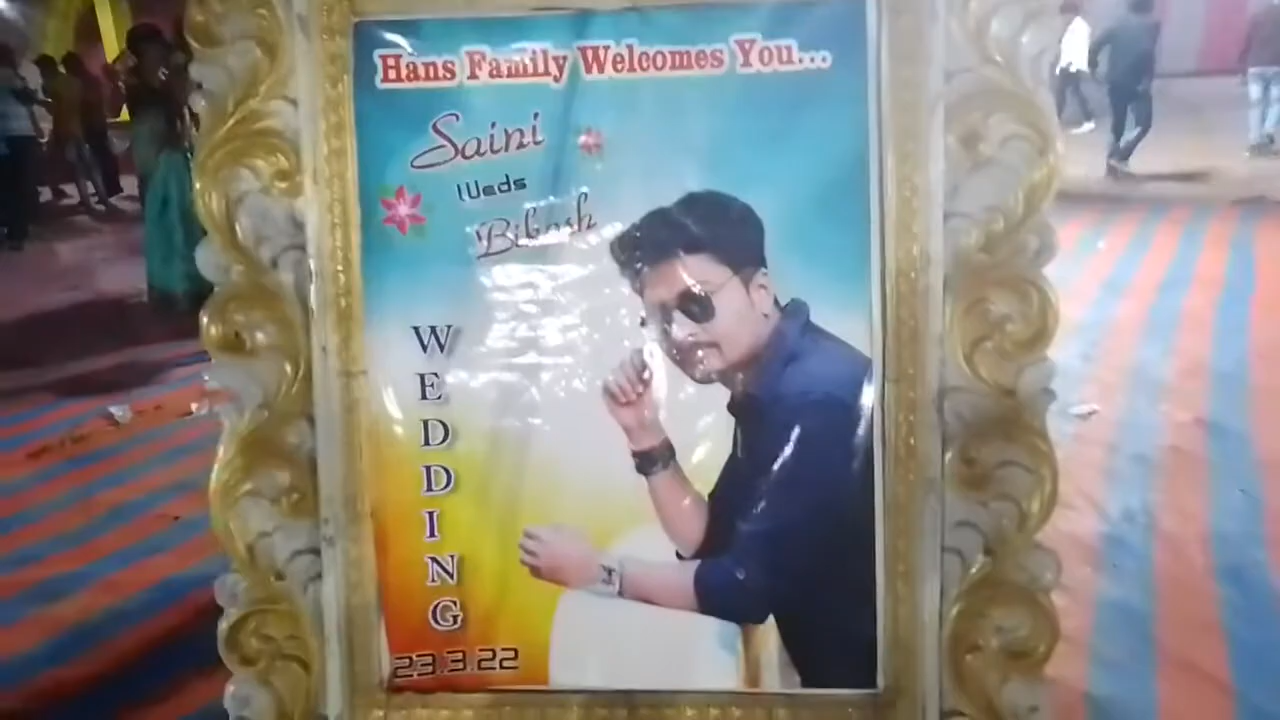 Hans Family Welcomes You...
Saini
Weds
Bikash
WEDDING
23.3.22